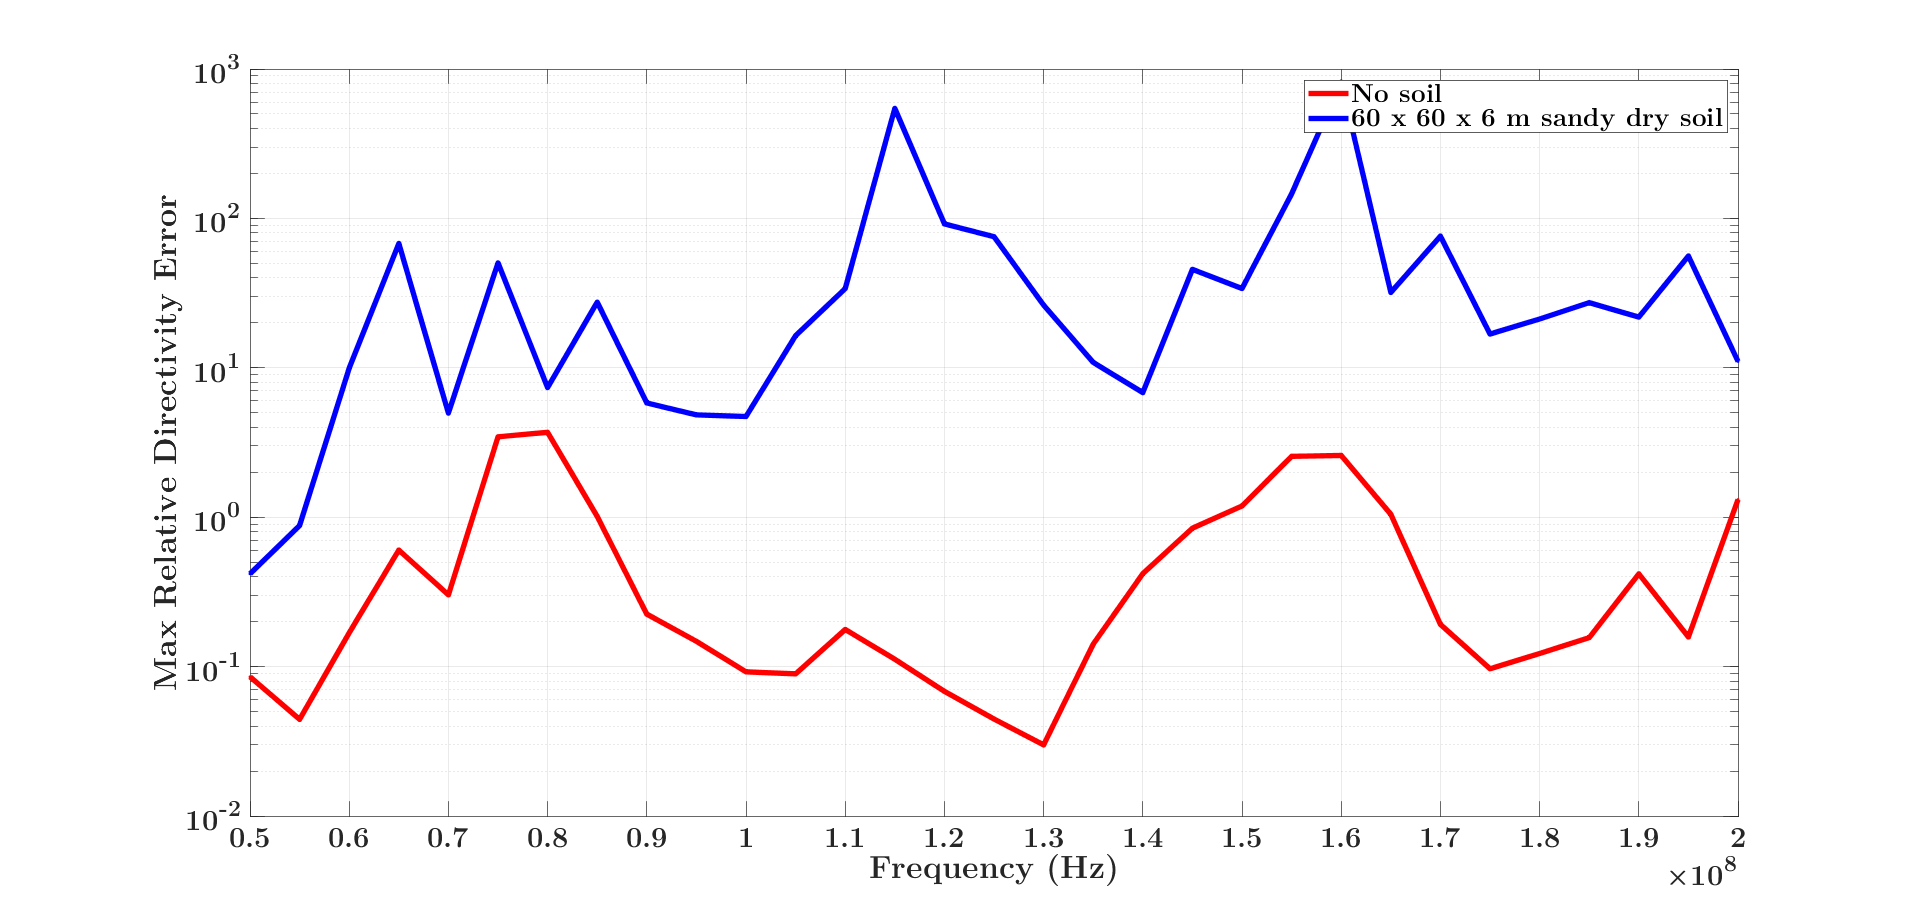 10^3
10^2
10^1
10^0
10^-1
10^-2
Max Relative Directivity Error
No soil
60 x 60 x 6 m sandy dry soil
0.5 0.6 0.7 0.8 0.9 1 1.1 1.2 1.3 1.4 1.5 1.6 1.7 1.8 1.9 2
Frequency (Hz)
×10^8